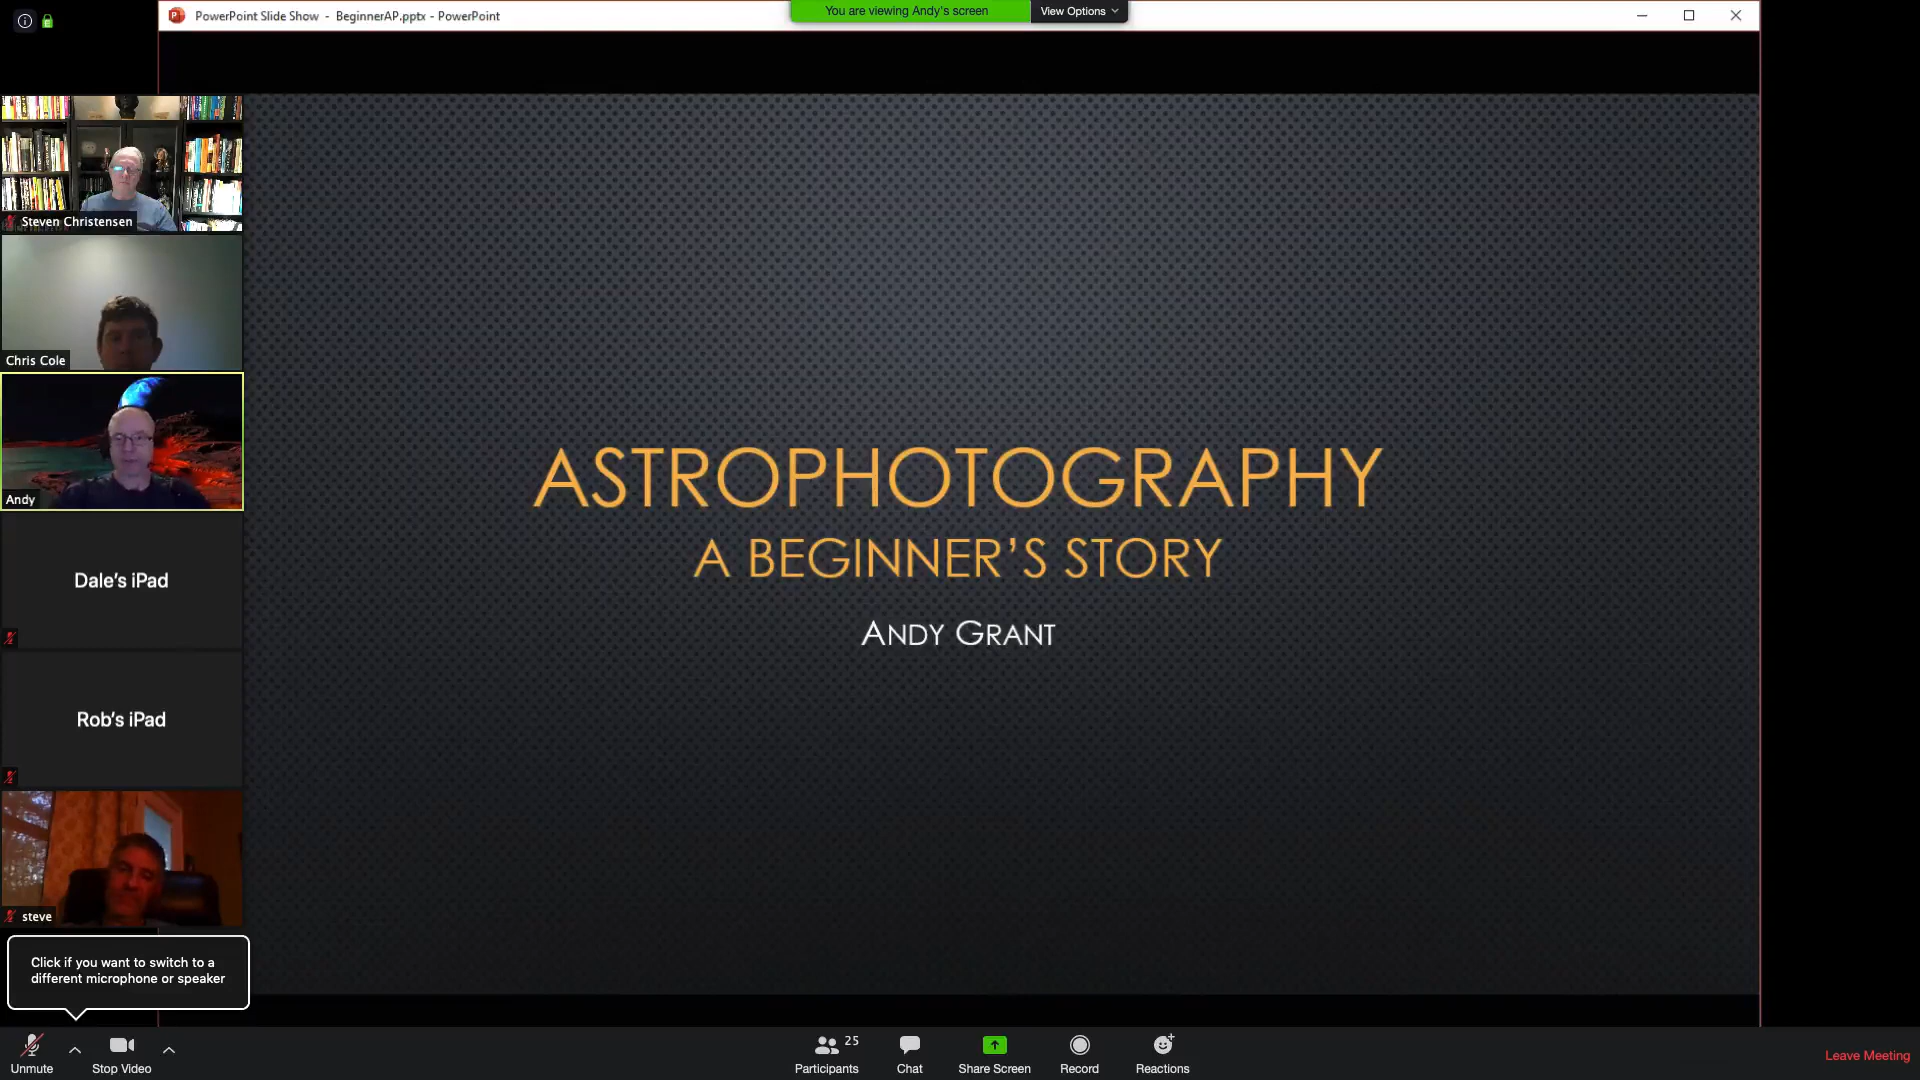 PowerPoint Slide Show - BeginnerAP.pptx - PowerPoint
You are viewing Andy's screen
View Options
Steven Christensen
Chris Cole
Andy
Dale's iPad
Rob's iPad
steve
ASTROPHOTOGRAPHY
A BEGINNER'S STORY
ANDY GRANT
Click if you want to switch to a
different microphone or speaker
Unmute
Stop Video
Participants
25
Chat
Share Screen
Record
Reactions
Leave Meeting